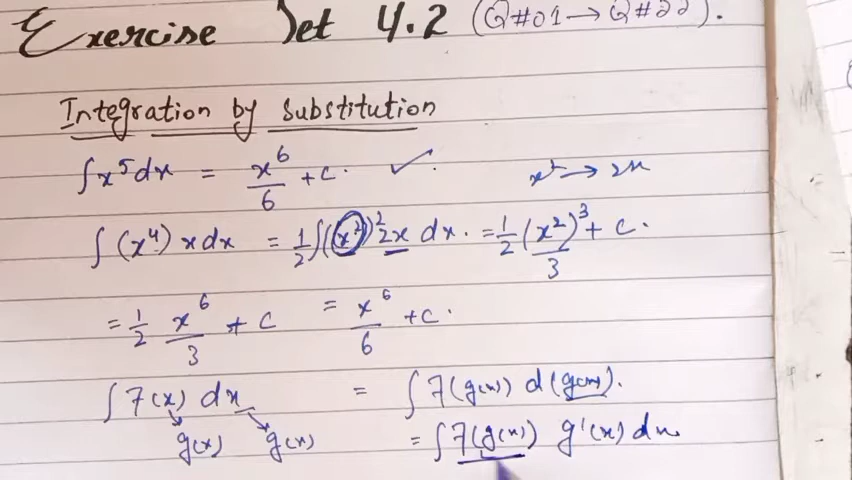 Exercise Set 4.2 (Q#01 → Q#22).
Integration by substitution
∫x⁵dx = x⁶/6 + c. ✓ x² → 2x
∫(x⁴) x dx = 1/2 ∫(x²)² 2x dx. = 1/2 (x²)³/3 + c.
= 1/2 x⁶/3 + c = x⁶/6 + c.
∫ f(x) dx = ∫ f(g(x)) d(g(x)).
g(x) g(x) = ∫ f(g(x)) g'(x) dx